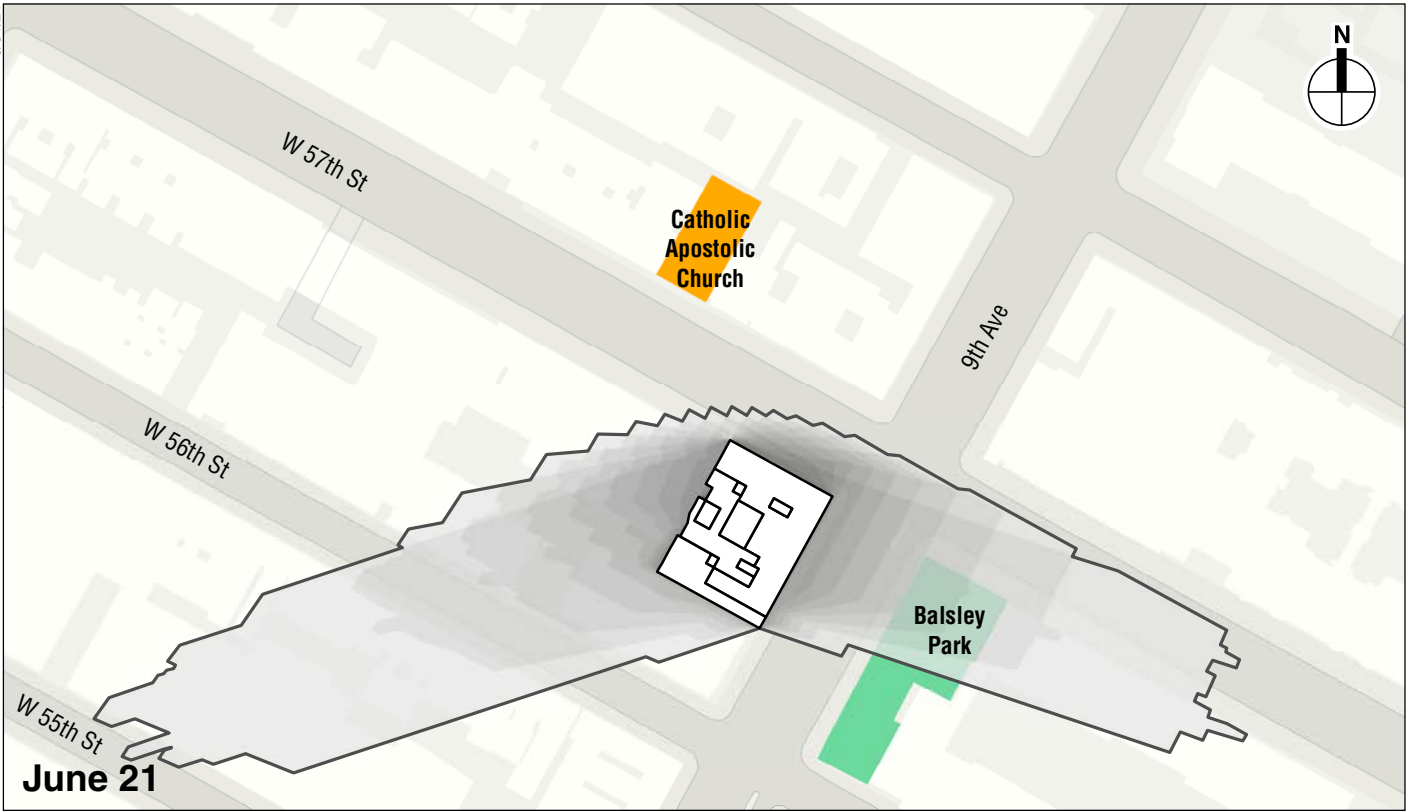 N
W 57th St
Catholic
Apostolic
Church
9th Ave
W 56th St
Balsley
Park
W 55th St
June 21